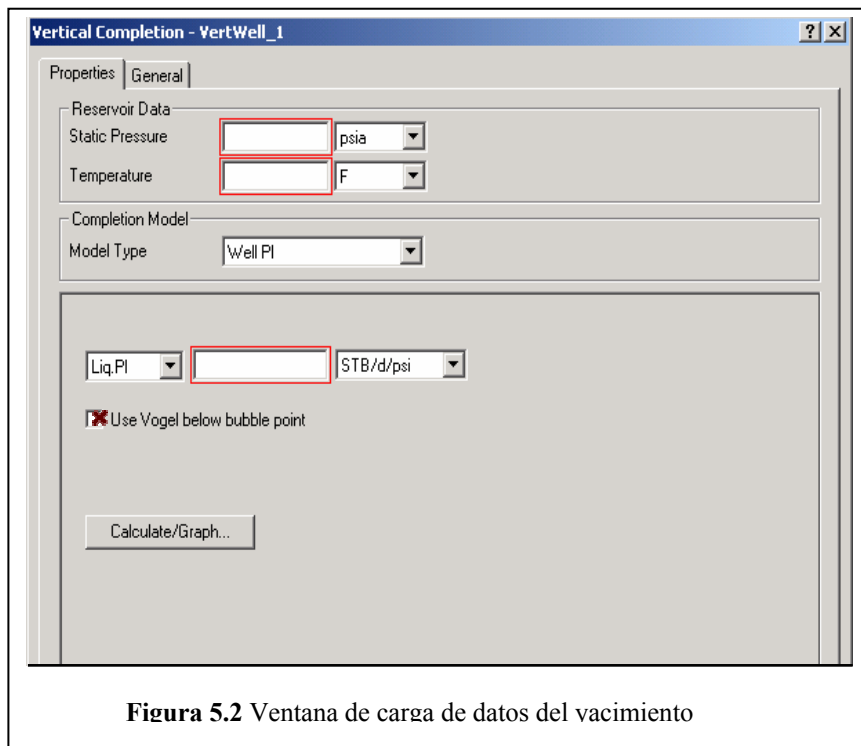 Vertical Completion - VertWell_1
Properties General
Reservoir Data
Static Pressure psia
Temperature F
Completion Model
Model Type Well PI
Liq.PI STB/d/psi
Use Vogel below bubble point
Calculate/Graph...
Figura 5.2 Ventana de carga de datos del yacimiento